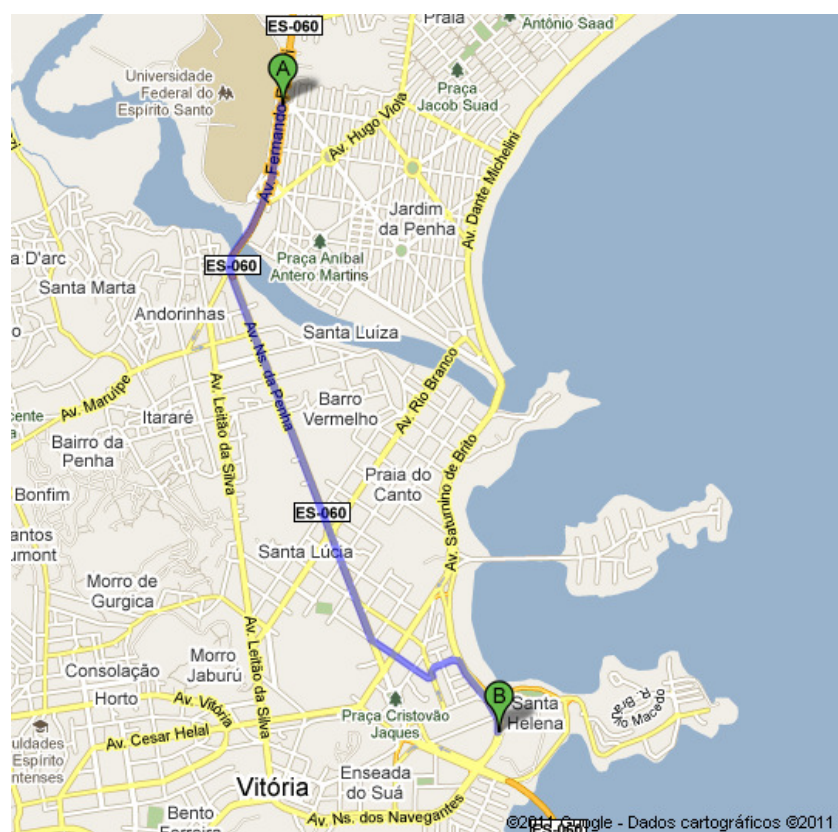 ES-060
Praia
Antônio Saad
A
Universidade
Federal do
Espírito Santo
Praça
Jacob Suad
Av. Fernando
Av. Hugo Viola
Av. Dante Michelini
Jardim
da Penha
Praça Aníbal
Antero Martins
ES-060
D'arc
Santa Marta
Andorinhas
Santa Luíza
Av. Ns. da Penha
Av. Rio Branco
Av. Maruípe
Av. Leitão da Silva
Barro
Vermelho
Itararé
Bairro da
Penha
Praia do
Canto
Av. Saturnino de Brito
Bonfim
ES-060
antos
umont
Santa Lúcia
Morro de
Gurgica
Av. Leitão da Silva
Morro
Jaburú
Consolação
Horto
Av. Vitória
B
Santa
Helena
R. Brao
Macedo
Praça Cristovão
Jaques
Av. Cesar Helal
uldades
Espírito
ntenses
Enseada
do Suá
Vitória
Av. Ns. dos Navegantes
Bento
©2011 Google - Dados cartográficos ©2011
ES-060